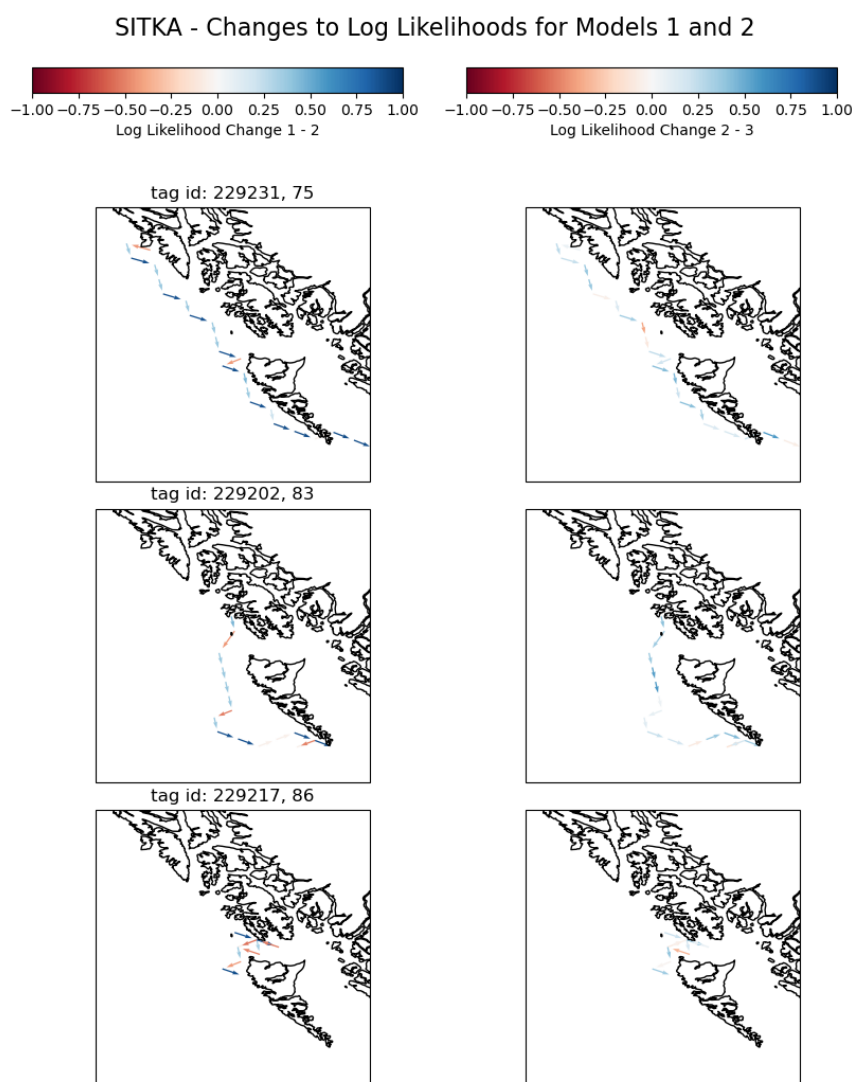 SITKA - Changes to Log Likelihoods for Models 1 and 2
−1.00 −0.75 −0.50 −0.25 0.00 0.25 0.50 0.75 1.00 −1.00 −0.75 −0.50 −0.25 0.00 0.25 0.50 0.75 1.00
Log Likelihood Change 1 - 2 Log Likelihood Change 2 - 3
tag id: 229231, 75
tag id: 229202, 83
tag id: 229217, 86